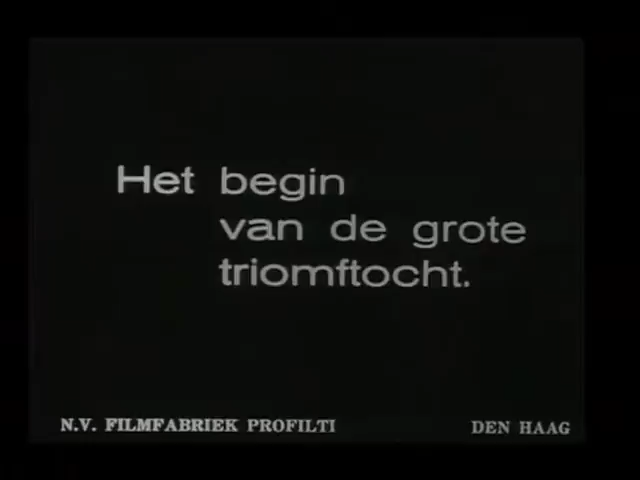 Het begin
van de grote
triomftocht.
N.V. FILMFABRIEK PROFILTI DEN HAAG